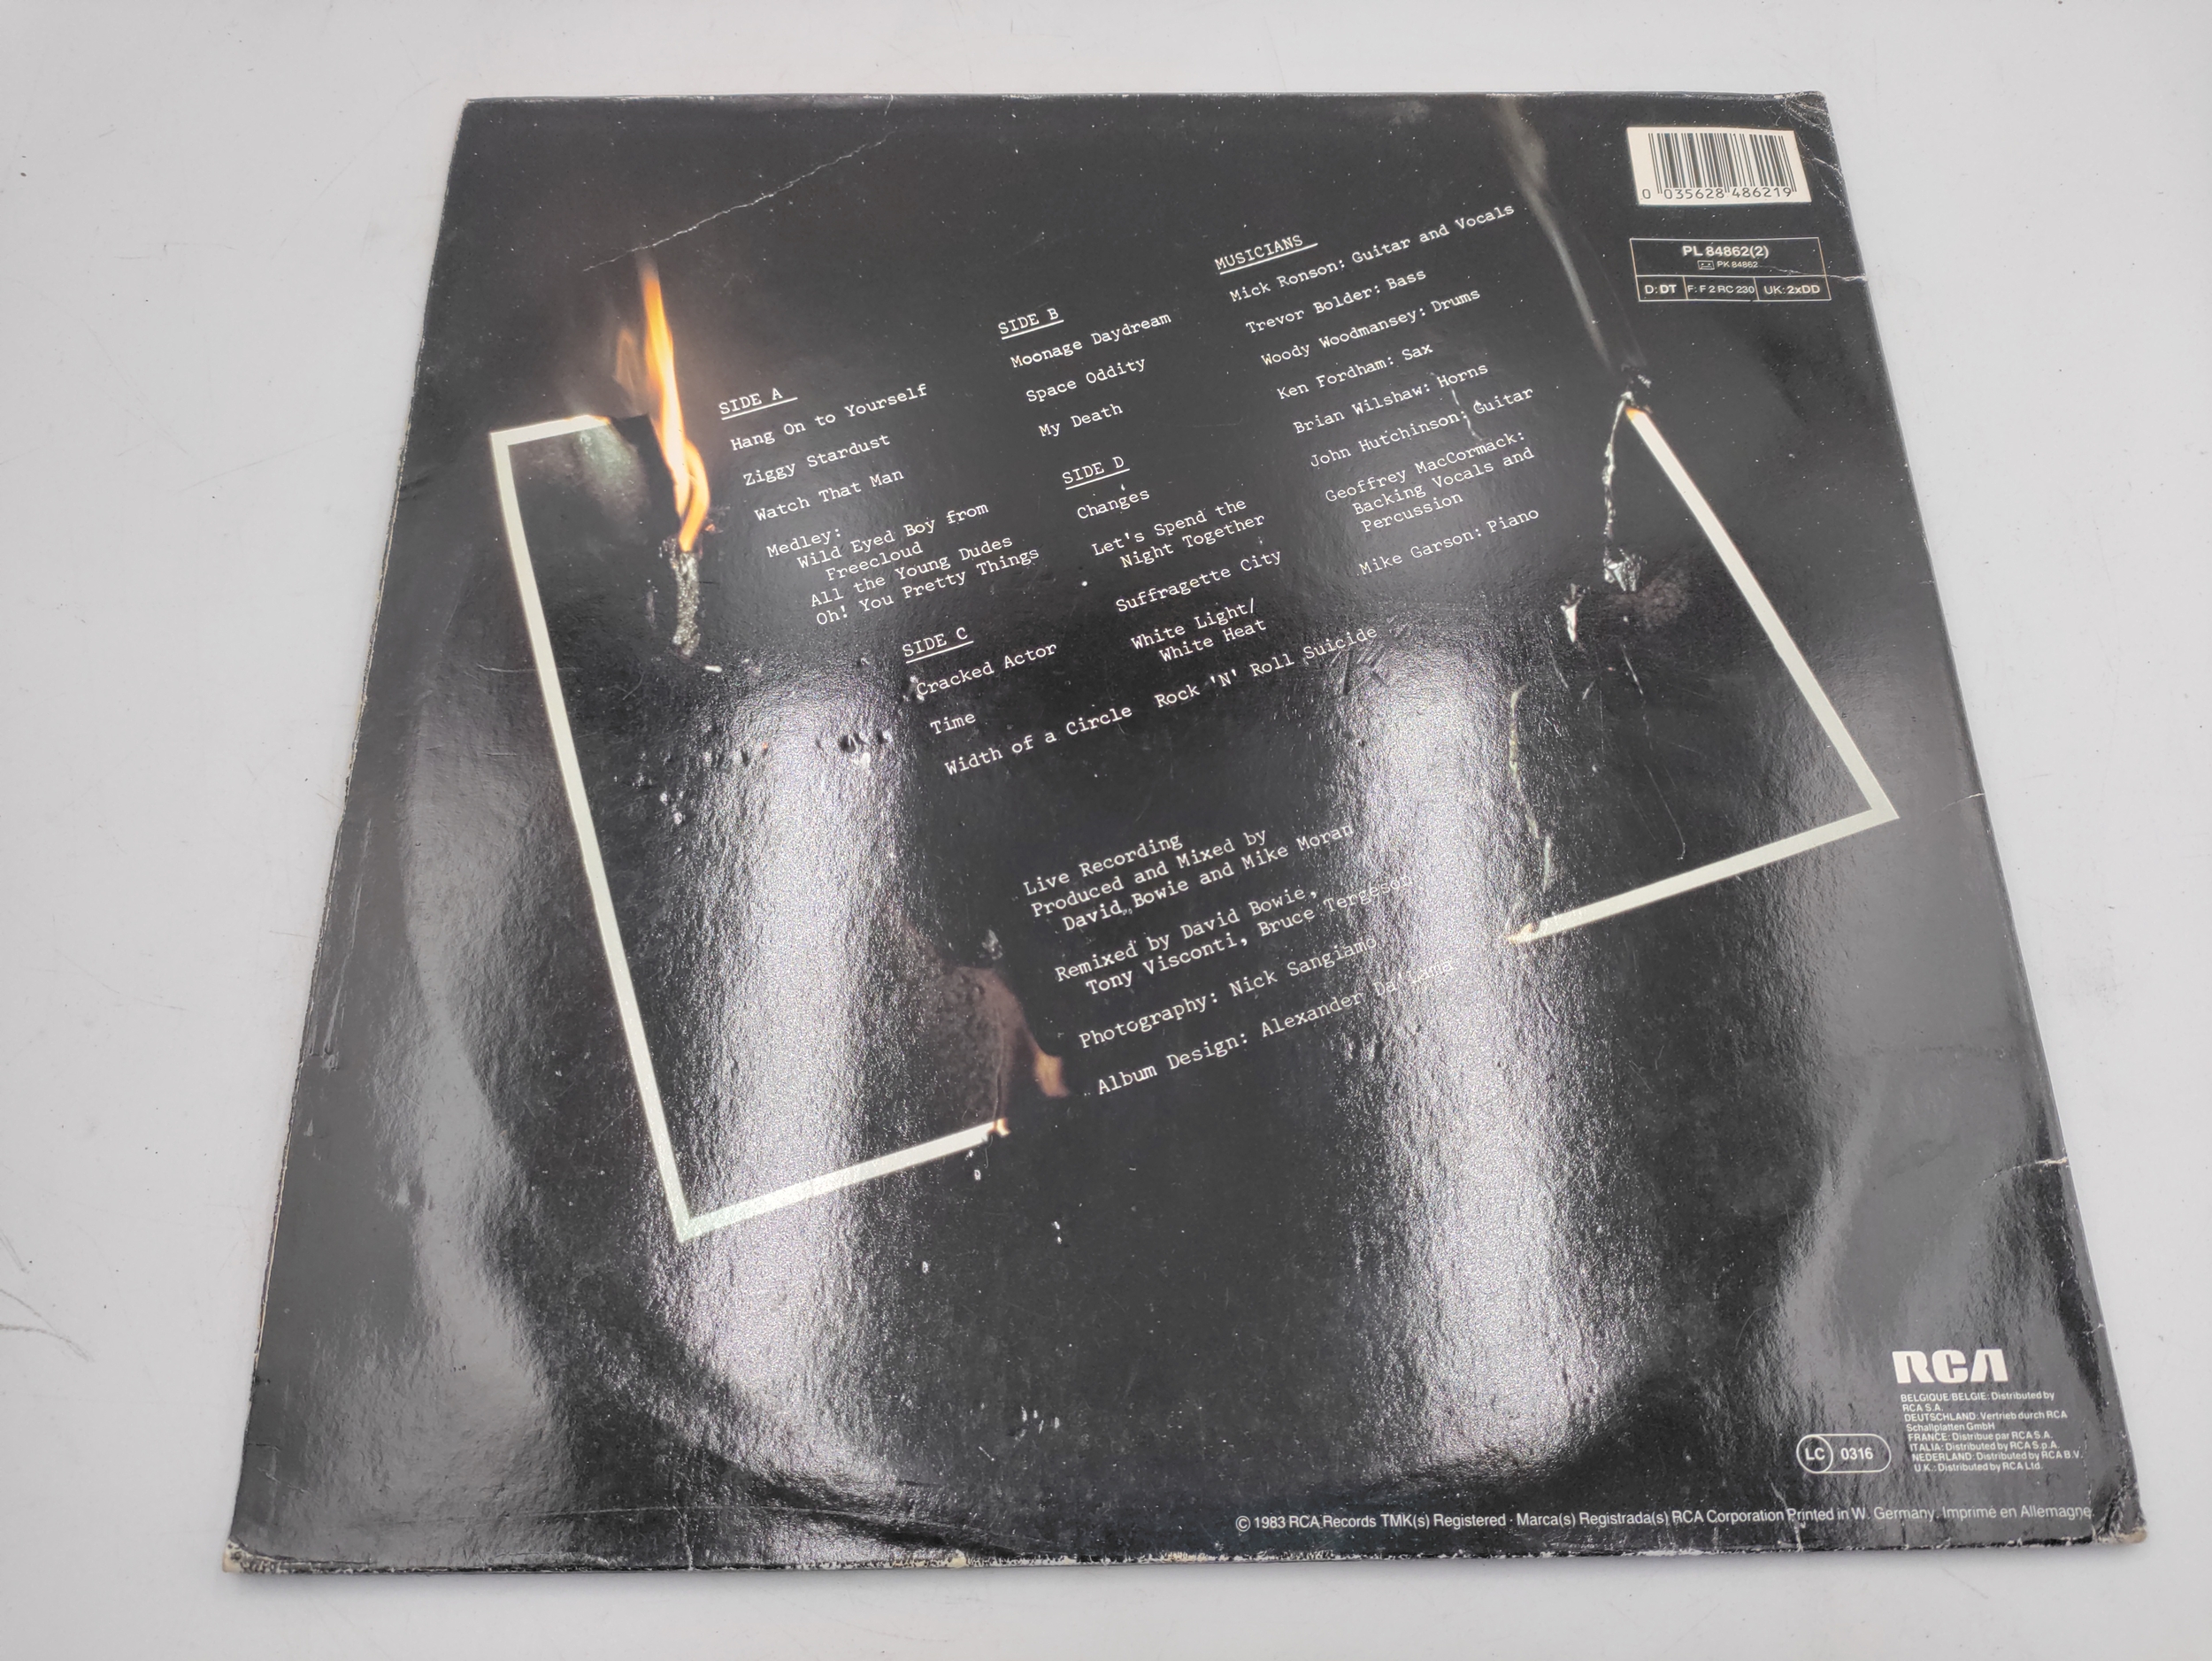 0 035628 486219
PL 84862(2)
PK 84862
D: DT F: F 2 RC 230 UK: 2xDD
SIDE A
Hang On to Yourself
Ziggy Stardust
Watch That Man
Medley:
Wild Eyed Boy from
Freecloud
All the Young Dudes
Oh! You Pretty Things
SIDE B
Moonage Daydream
Space Oddity
My Death
SIDE C
Cracked Actor
Time
Width of a Circle
SIDE D
Changes
Let's Spend the
Night Together
Suffragette City
White Light/
White Heat
Rock 'N' Roll Suicide
MUSICIANS
Mick Ronson: Guitar and Vocals
Trevor Bolder: Bass
Woody Woodmansey: Drums
Ken Fordham: Sax
Brian Wilshaw: Horns
John Hutchinson: Guitar
Geoffrey MacCormack:
Backing Vocals and
Percussion
Mike Garson: Piano
Live Recording
Produced and Mixed by
David Bowie and Mike Moran
Remixed by David Bowie,
Tony Visconti, Bruce Tergeson
Photography: Nick Sangiamo
Album Design: Alexander Da Lama
RCA
BELGIQUE/BELGIE: Distributed by
RCA S.A.
DEUTSCHLAND: Vertrieb durch RCA
Schallplatten GmbH
FRANCE: Distribue par RCA S.A.
ITALIA: Distributed by RCA S.p.A.
NEDERLAND: Distributed by RCA B.V.
U.K.: Distributed by RCA Ltd.
LC 0316
© 1983 RCA Records TMK(s) Registered · Marca(s) Registrada(s) RCA Corporation Printed in W. Germany. Imprimé en Allemagne